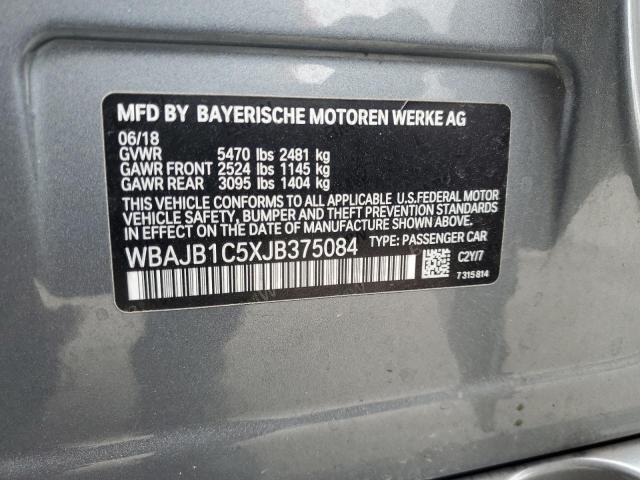 MFD BY BAYERISCHE MOTOREN WERKE AG
06/18
GVWR 5470 lbs 2481 kg
GAWR FRONT 2524 lbs 1145 kg
GAWR REAR 3095 lbs 1404 kg
THIS VEHICLE CONFORMS TO ALL APPLICABLE U.S.FEDERAL MOTOR
VEHICLE SAFETY, BUMPER AND THEFT PREVENTION STANDARDS
IN EFFECT ON THE DATE OF MANUFACTURE SHOWN ABOVE.
WBAJB1C5XJB375084 TYPE: PASSENGER CAR
C2Y/7
7 315 814